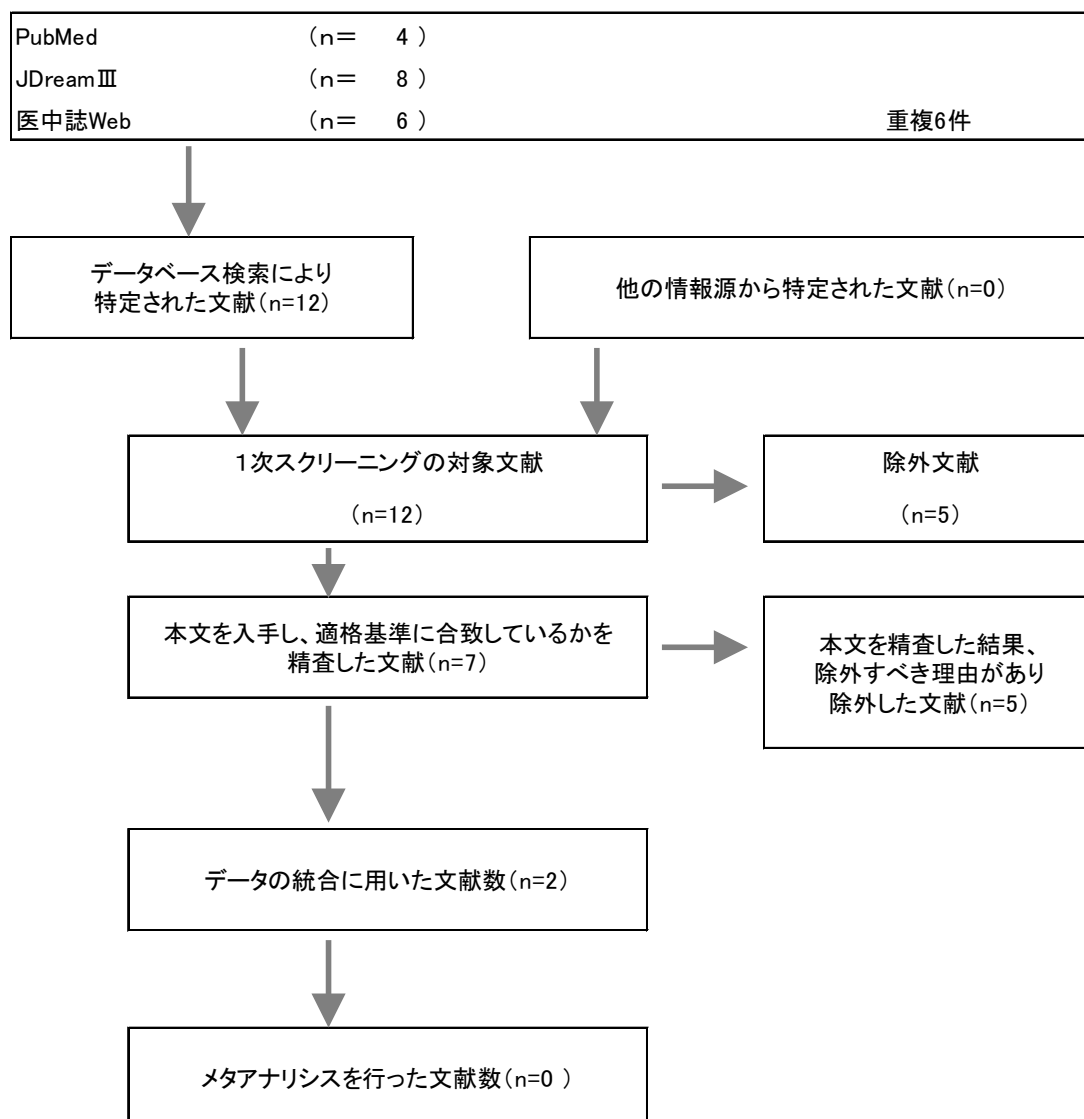 PubMed (n＝ 4 )
JDreamⅢ (n＝ 8 )
医中誌Web (n＝ 6 ) 重複6件
データベース検索により
特定された文献(n=12)
他の情報源から特定された文献(n=0)
1次スクリーニングの対象文献
(n=12)
除外文献
(n=5)
本文を入手し、適格基準に合致しているかを
精査した文献(n=7)
本文を精査した結果、
除外すべき理由があり
除外した文献(n=5)
データの統合に用いた文献数(n=2)
メタアナリシスを行った文献数(n=0 )